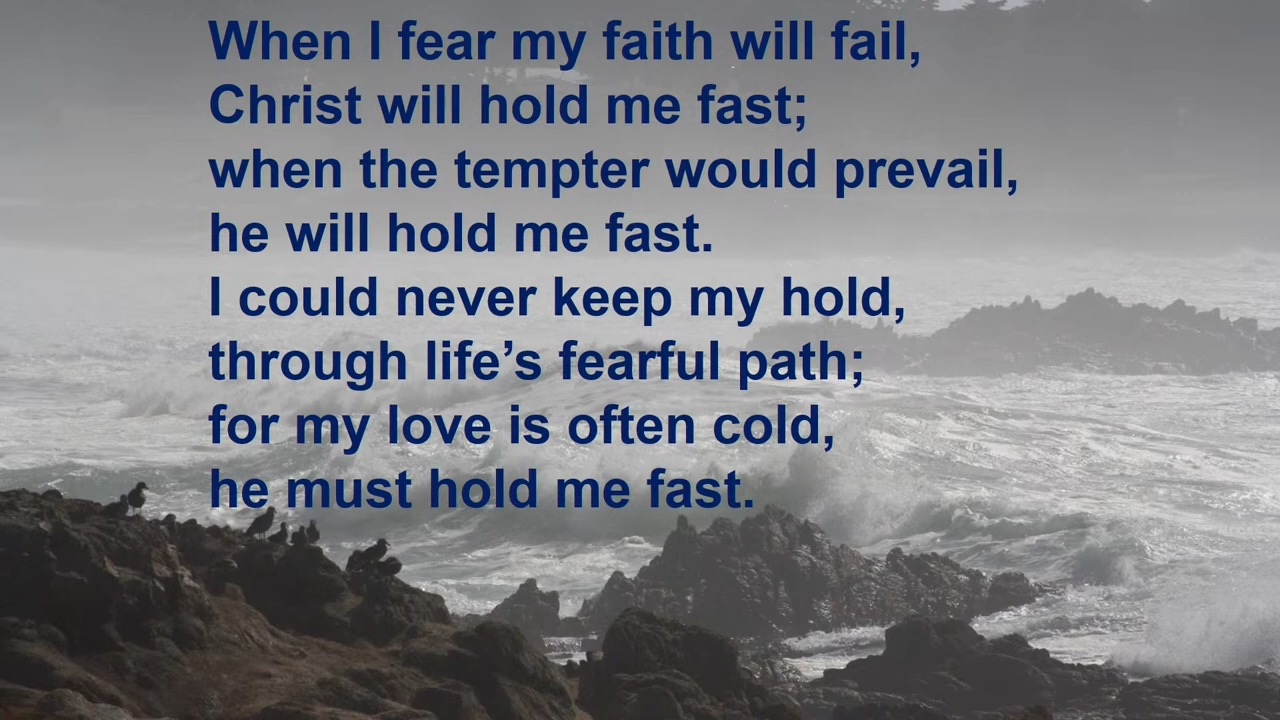 When I fear my faith will fail,
Christ will hold me fast;
when the tempter would prevail,
he will hold me fast.
I could never keep my hold,
through life’s fearful path;
for my love is often cold,
he must hold me fast.